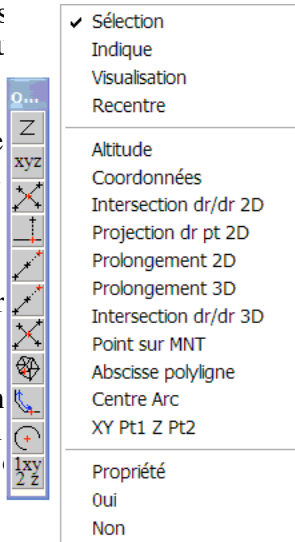 o...
Z
xyz
1xy
2 z
Sélection
Indique
Visualisation
Recentre
Altitude
Coordonnées
Intersection dr/dr 2D
Projection dr pt 2D
Prolongement 2D
Prolongement 3D
Intersection dr/dr 3D
Point sur MNT
Abscisse polyligne
Centre Arc
XY Pt1 Z Pt2
Propriété
Oui
Non